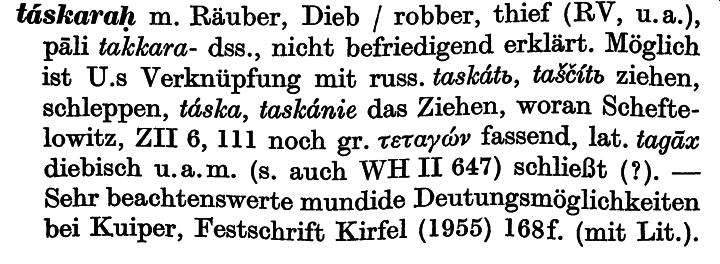 táskaraḥ m. Räuber, Dieb / robber, thief (RV, u.a.),
pāli takkara- dss., nicht befriedigend erklärt. Möglich
ist U.s Verknüpfung mit russ. taskátь, taščítь ziehen,
schleppen, táska, taskánie das Ziehen, woran Schefte-
lowitz, ZII 6, 111 noch gr. τεταγών fassend, lat. tagāx
diebisch u.a.m. (s. auch WH II 647) schließt (?). —
Sehr beachtenswerte mundide Deutungsmöglichkeiten
bei Kuiper, Festschrift Kirfel (1955) 168f. (mit Lit.).